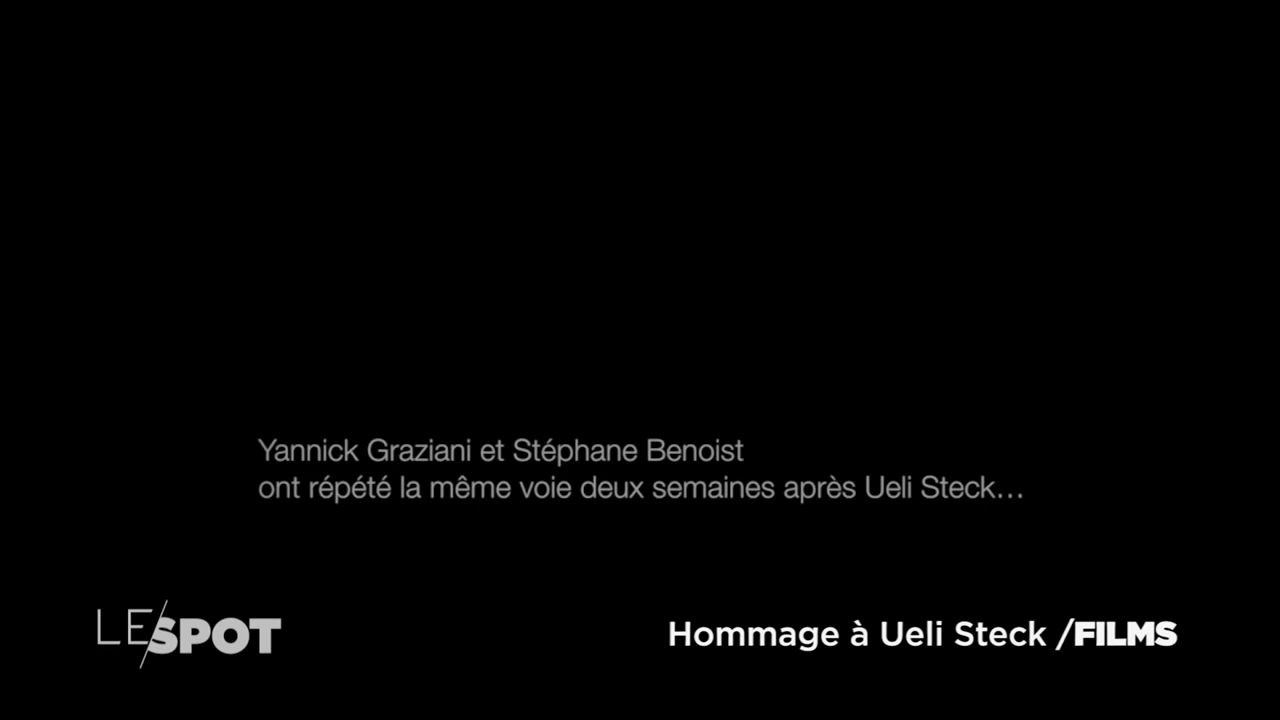 Yannick Graziani et Stéphane Benoist
ont répété la même voie deux semaines après Ueli Steck…
LE/SPOT
Hommage à Ueli Steck /FILMS